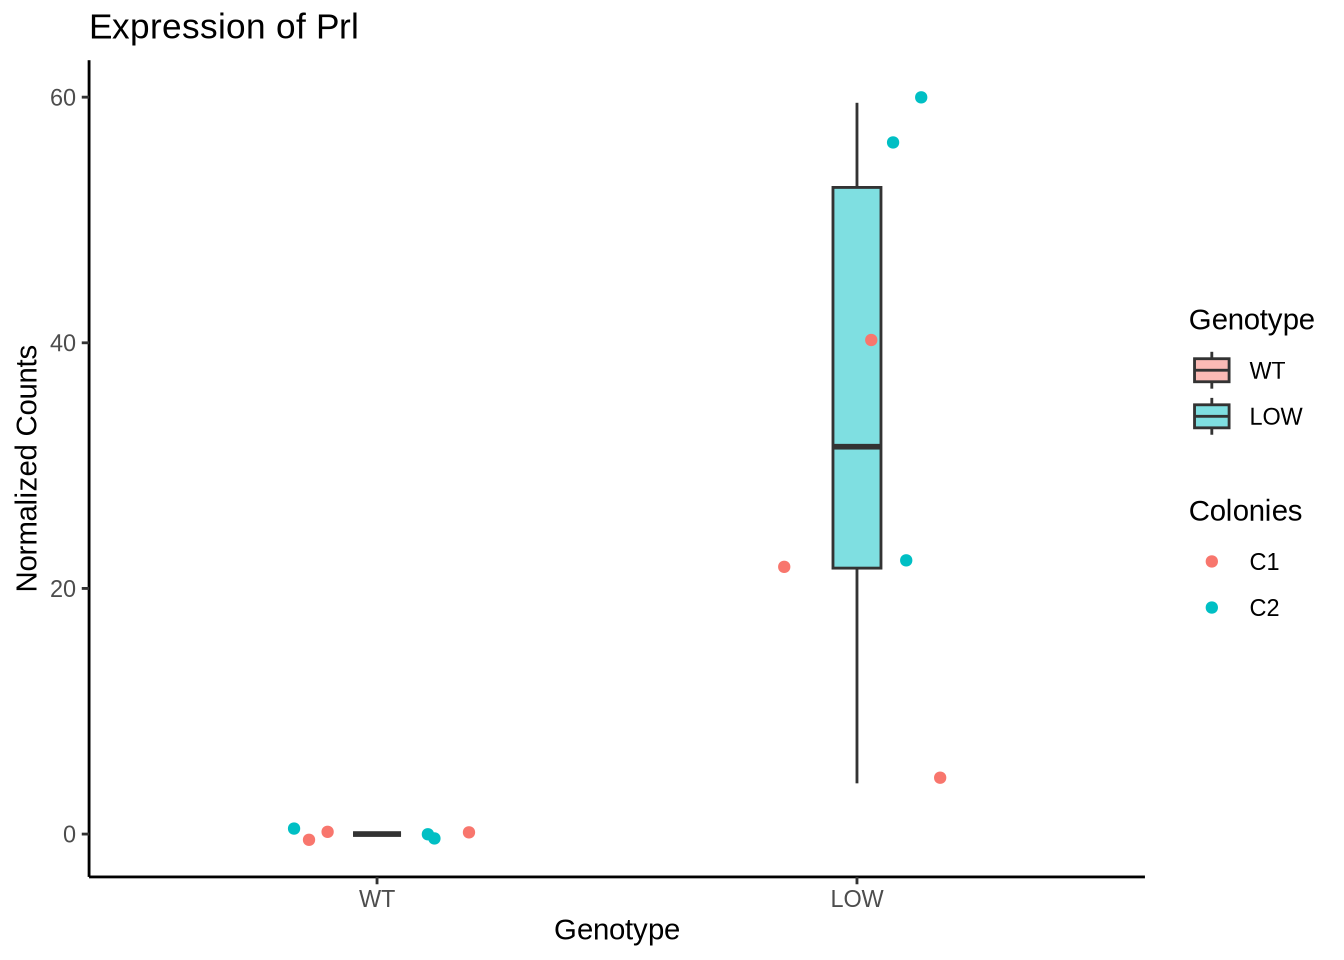 Expression of Prl
60
40
20
0
Normalized Counts
WT
LOW
Genotype
Genotype
WT
LOW
Colonies
C1
C2